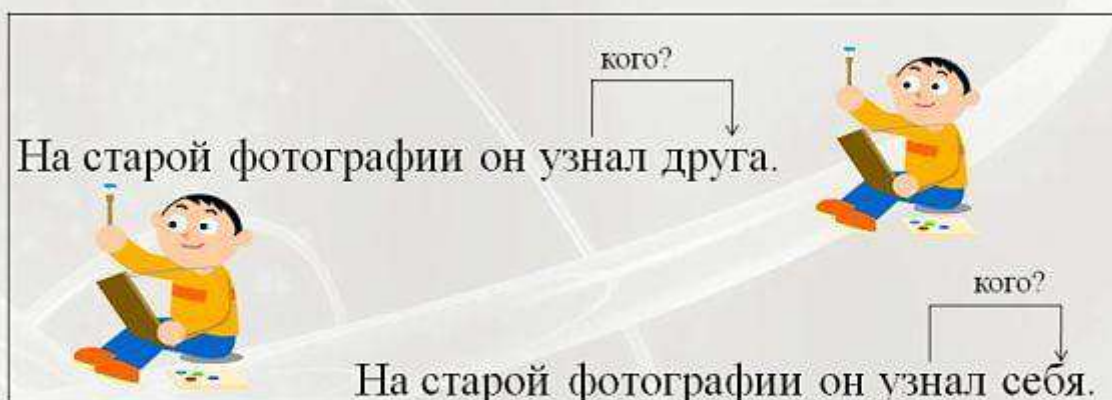 кого?
На старой фотографии он узнал друга.
кого?
На старой фотографии он узнал себя.